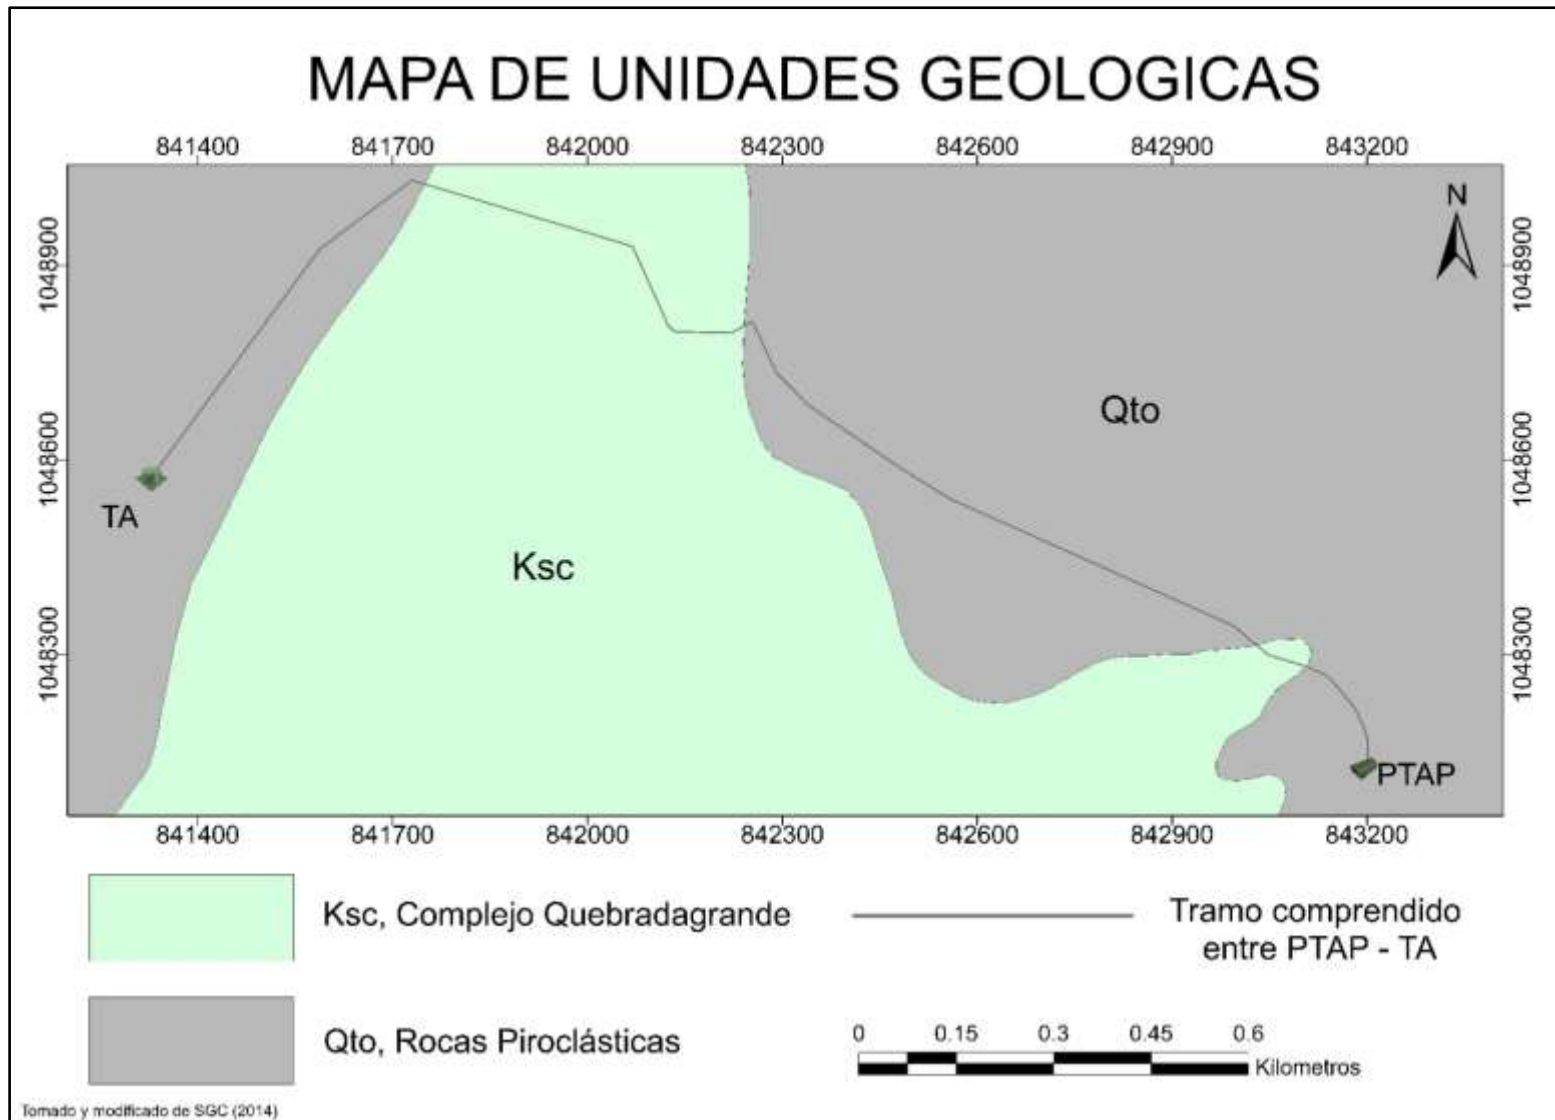 MAPA DE UNIDADES GEOLOGICAS
841400 841700 842000 842300 842600 842900 843200
N
1048900 1048900
Qto
1048600 1048600
TA
Ksc
1048300 1048300
PTAP
841400 841700 842000 842300 842600 842900 843200
Ksc, Complejo Quebradagrande
Tramo comprendido
entre PTAP - TA
Qto, Rocas Piroclásticas
0 0.15 0.3 0.45 0.6
Kilometros
Tomado y modificado de SGC (2014)